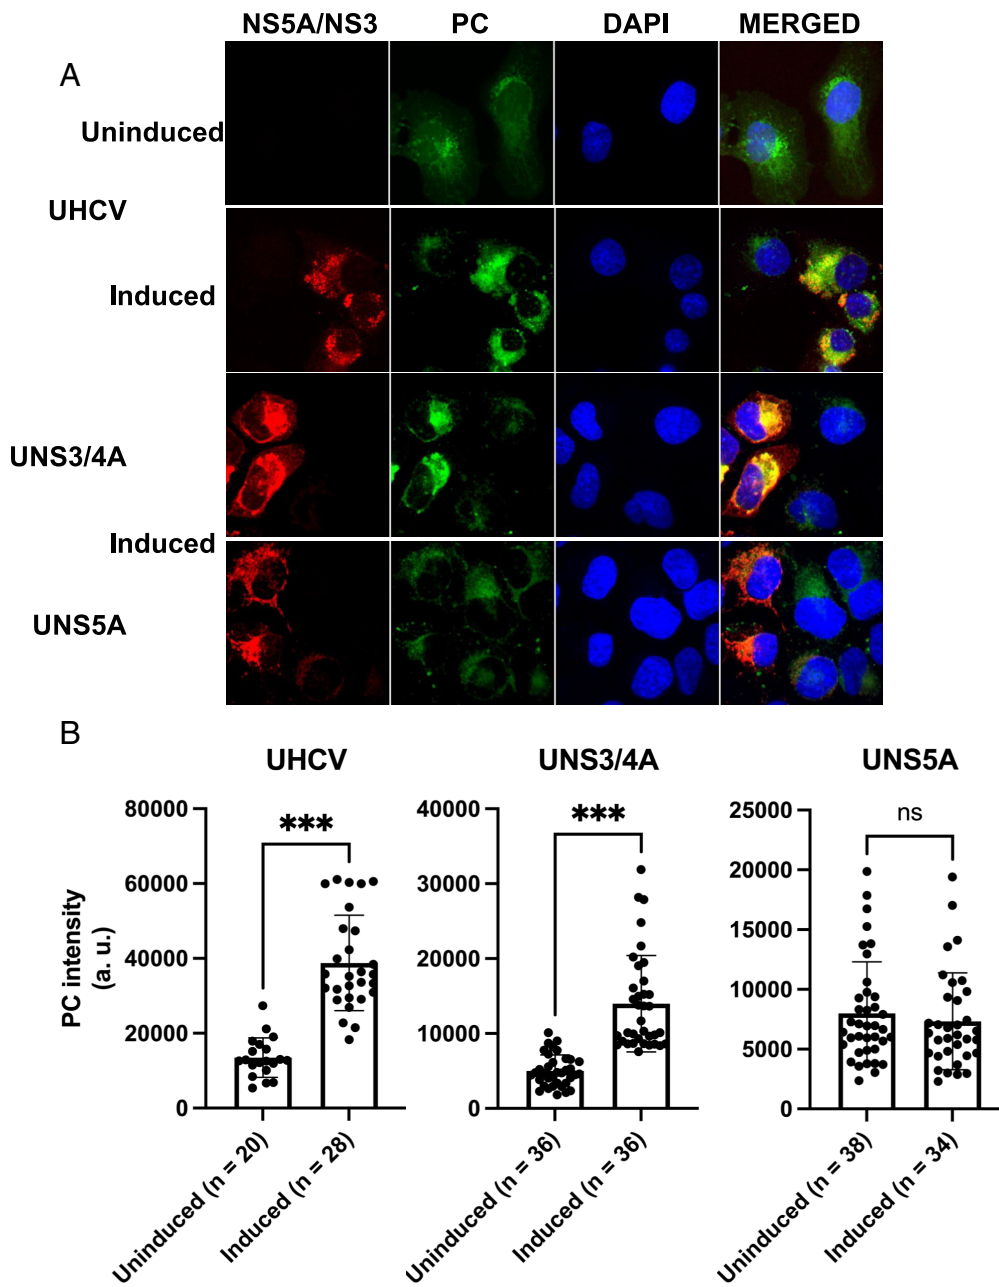 NS5A/NS3 PC DAPI MERGED
A
Uninduced
UHCV
Induced
UNS3/4A
Induced
UNS5A
B
UHCV UNS3/4A UNS5A
PC intensity
(a. u.)
80000
60000
40000
20000
0
***
Uninduced (n = 20)
Induced (n = 28)
40000
30000
20000
10000
0
***
Uninduced (n = 36)
Induced (n = 36)
25000
20000
15000
10000
5000
0
ns
Uninduced (n = 38)
Induced (n = 34)